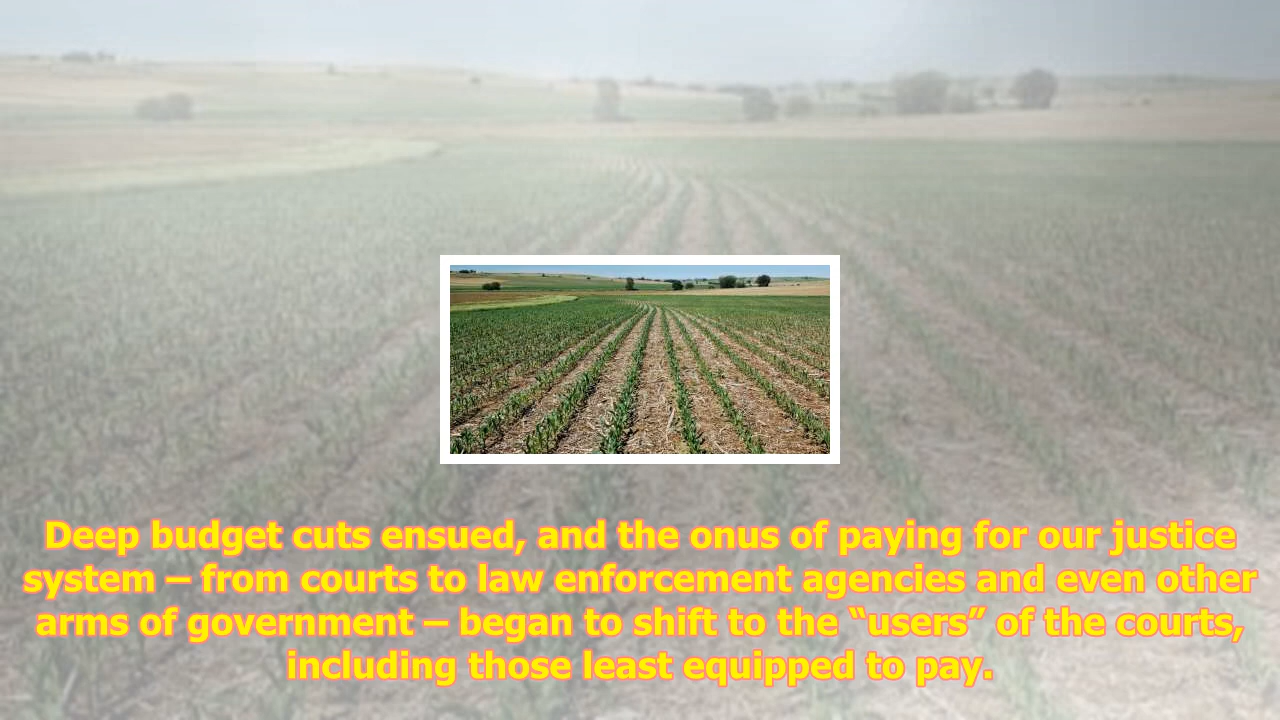 Deep budget cuts ensued, and the onus of paying for our justice
system – from courts to law enforcement agencies and even other
arms of government – began to shift to the “users” of the courts,
including those least equipped to pay.